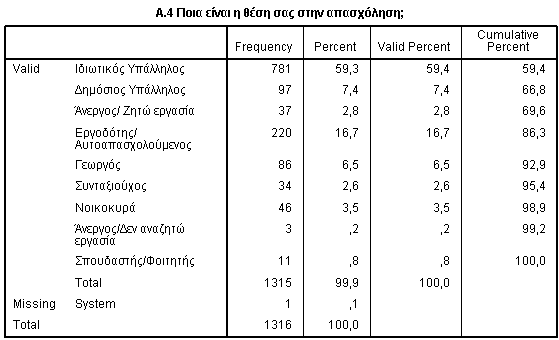 Α.4 Ποια είναι η θέση σας στην απασχόληση;
Frequency Percent Valid Percent Cumulative Percent
Valid Ιδιωτικός Υπάλληλος 781 59,3 59,4 59,4
Δημόσιος Υπάλληλος 97 7,4 7,4 66,8
Άνεργος/ Ζητώ εργασία 37 2,8 2,8 69,6
Εργοδότης/ Αυτοαπασχολούμενος 220 16,7 16,7 86,3
Γεωργός 86 6,5 6,5 92,9
Συνταξιούχος 34 2,6 2,6 95,4
Νοικοκυρά 46 3,5 3,5 98,9
Άνεργος/Δεν αναζητώ εργασία 3 ,2 ,2 99,2
Σπουδαστής/Φοιτητής 11 ,8 ,8 100,0
Total 1315 99,9 100,0
Missing System 1 ,1
Total 1316 100,0